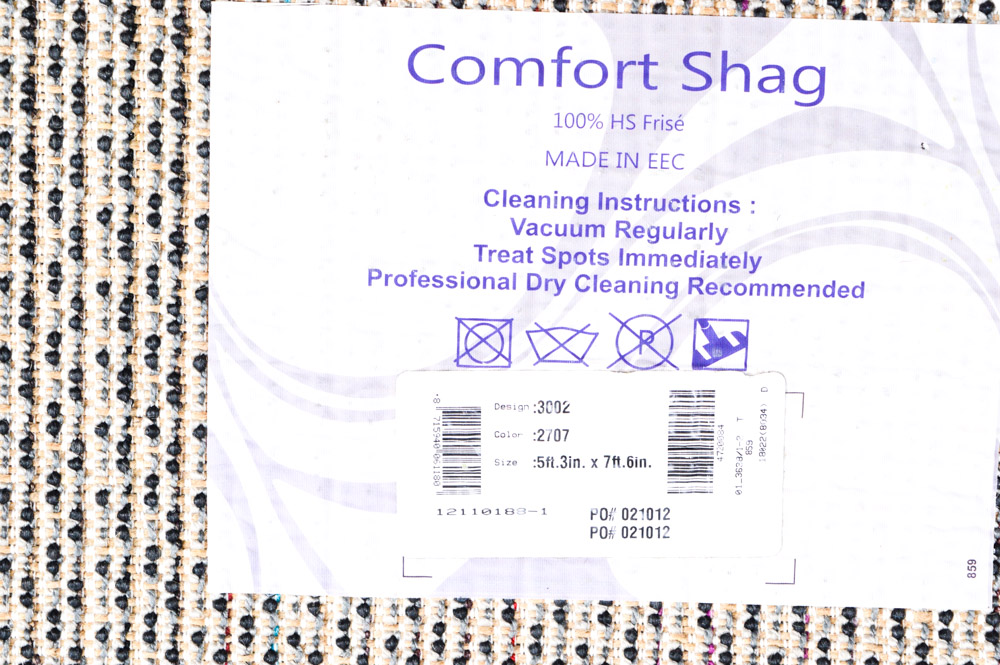 Comfort Shag
100% HS Frisé
MADE IN EEC
Cleaning Instructions :
Vacuum Regularly
Treat Spots Immediately
Professional Dry Cleaning Recommended
P
Design :3002
Color :2707
Size :5ft.3in. x 7ft.6in.
12110188-1
PO# 021012
PO# 021012
859
859